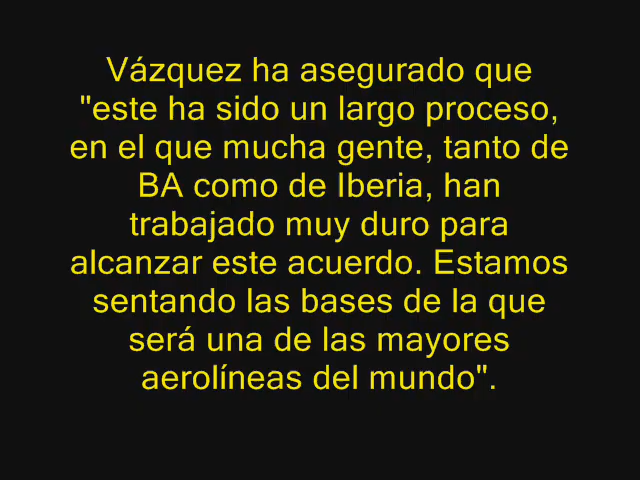 Vázquez ha asegurado que
"este ha sido un largo proceso,
en el que mucha gente, tanto de
BA como de Iberia, han
trabajado muy duro para
alcanzar este acuerdo. Estamos
sentando las bases de la que
será una de las mayores
aerolíneas del mundo".